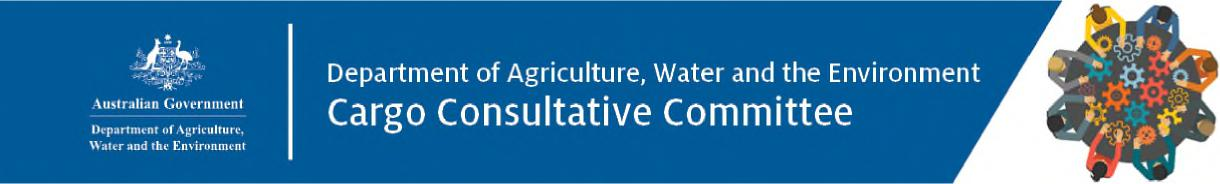 Australian Government
Department of Agriculture,
Water and the Environment
Department of Agriculture, Water and the Environment
Cargo Consultative Committee